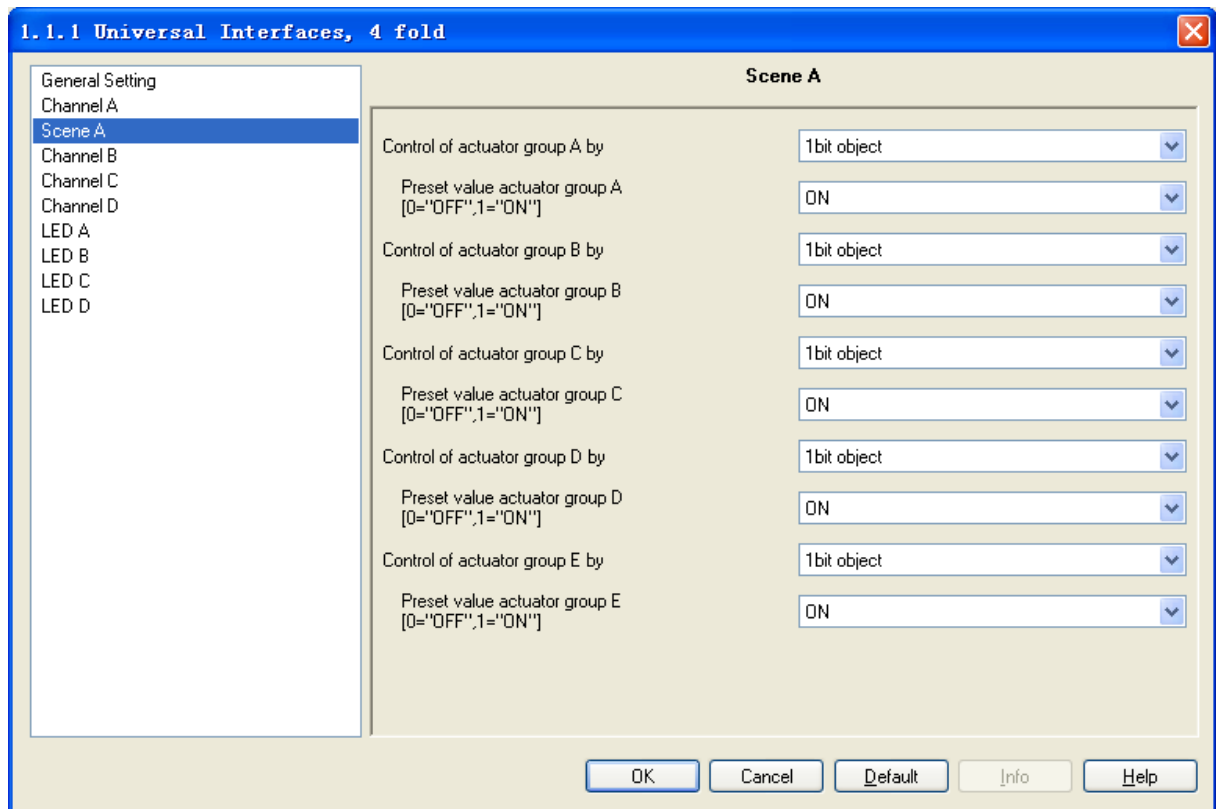 1.1.1 Universal Interfaces, 4 fold
General Setting
Channel A
Scene A
Channel B
Channel C
Channel D
LED A
LED B
LED C
LED D
Scene A
Control of actuator group A by
1bit object
Preset value actuator group A
[0="OFF",1="ON"]
ON
Control of actuator group B by
1bit object
Preset value actuator group B
[0="OFF",1="ON"]
ON
Control of actuator group C by
1bit object
Preset value actuator group C
[0="OFF",1="ON"]
ON
Control of actuator group D by
1bit object
Preset value actuator group D
[0="OFF",1="ON"]
ON
Control of actuator group E by
1bit object
Preset value actuator group E
[0="OFF",1="ON"]
ON
OK
Cancel
Default
Info
Help